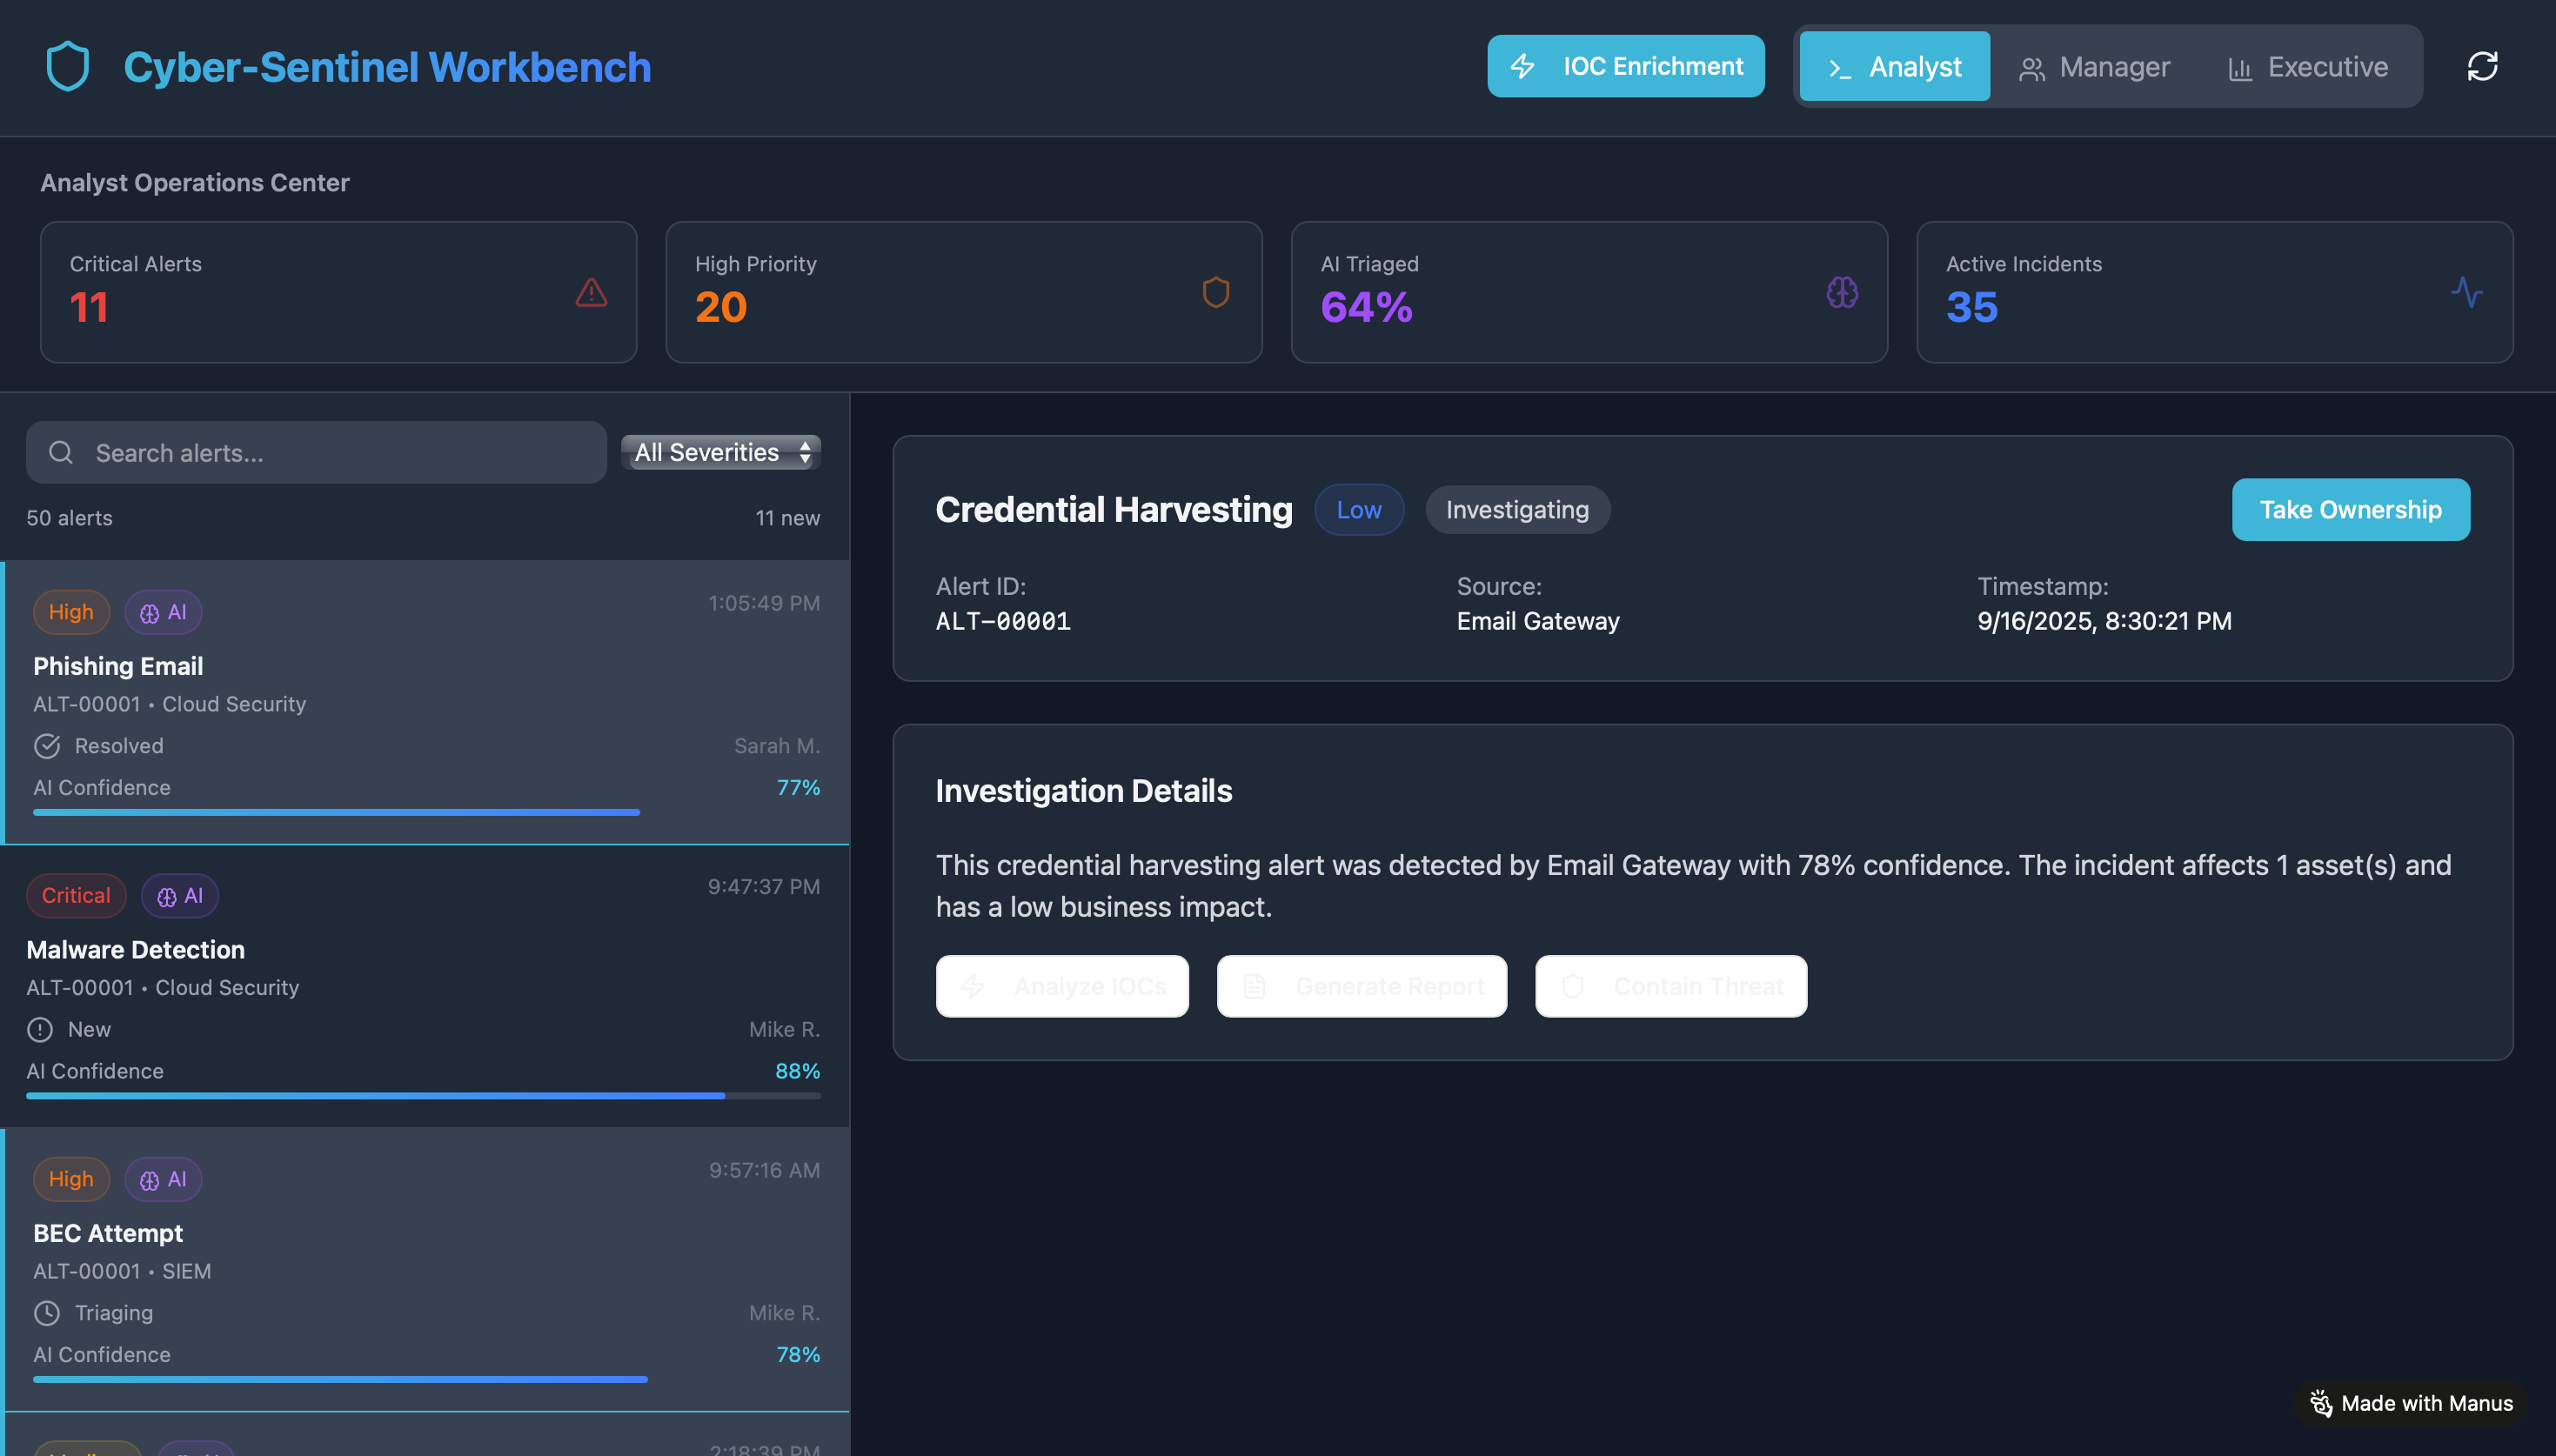 Cyber-Sentinel Workbench
IOC Enrichment
Analyst
Manager
Executive
Analyst Operations Center
Critical Alerts
11
High Priority
20
AI Triaged
64%
Active Incidents
35
Search alerts...
All Severities
50 alerts
11 new
High
AI
1:05:49 PM
Phishing Email
ALT-00001 • Cloud Security
Resolved
Sarah M.
AI Confidence
77%
Critical
AI
9:47:37 PM
Malware Detection
ALT-00001 • Cloud Security
New
Mike R.
AI Confidence
88%
High
AI
9:57:16 AM
BEC Attempt
ALT-00001 • SIEM
Triaging
Mike R.
AI Confidence
78%
2:18:39 PM
Credential Harvesting
Low
Investigating
Take Ownership
Alert ID:
ALT-00001
Source:
Email Gateway
Timestamp:
9/16/2025, 8:30:21 PM
Investigation Details
This credential harvesting alert was detected by Email Gateway with 78% confidence. The incident affects 1 asset(s) and
has a low business impact.
Analyze IOCs
Generate Report
Contain Threat
Made with Manus